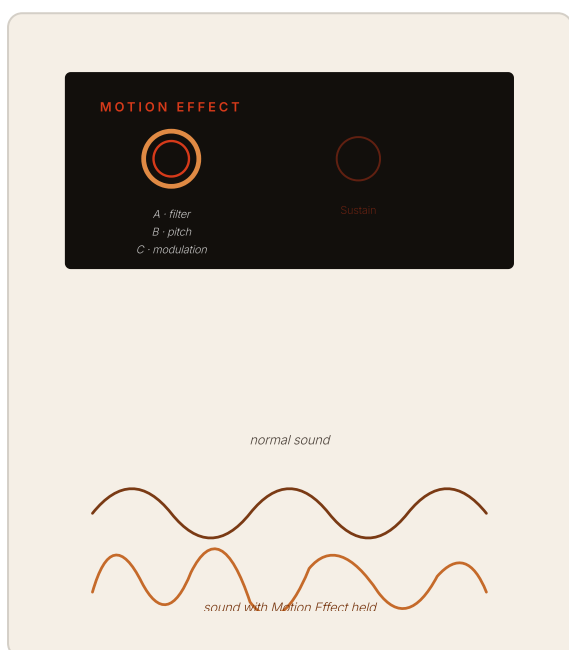 MOTION EFFECT
Sustain
A · filter
B · pitch
C · modulation
normal sound
sound with Motion Effect held